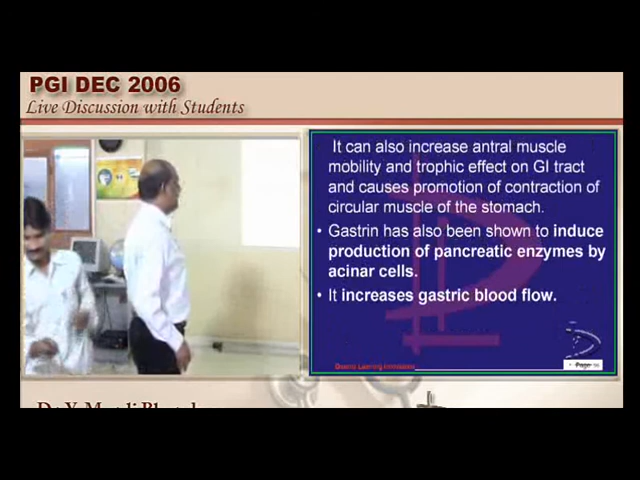 PGI DEC 2006
Live Discussion with Students
It can also increase antral muscle
mobility and trophic effect on GI tract
and causes promotion of contraction of
circular muscle of the stomach.
• Gastrin has also been shown to induce
production of pancreatic enzymes by
acinar cells.
• It increases gastric blood flow.
Page